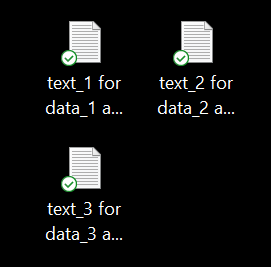 text_1 for
data_1 a...
text_2 for
data_2 a...
text_3 for
data_3 a...